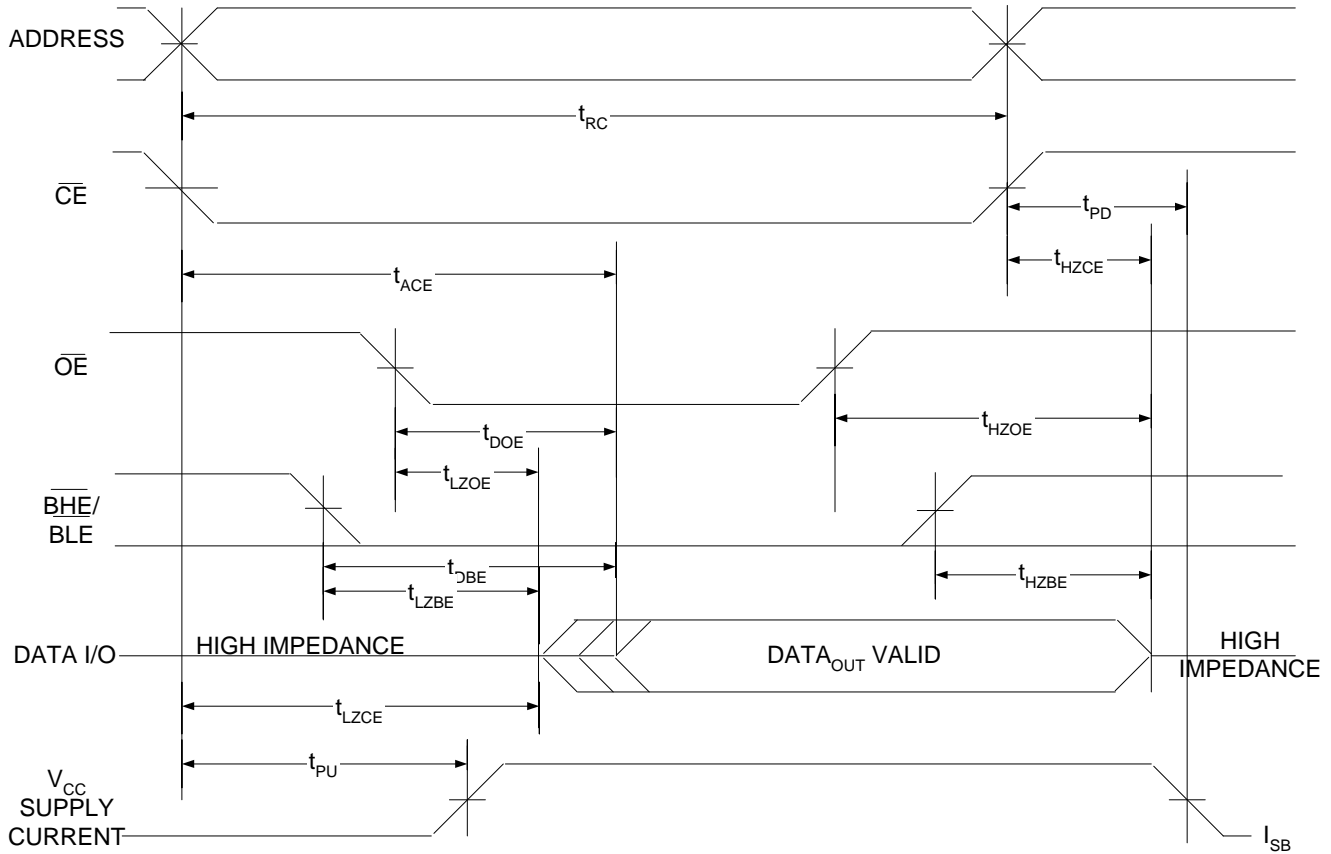 ADDRESS
tRC
CE
tPD
tHZCE
tACE
OE
tHZOE
tDOE
tLZOE
BHE/
BLE
tDBE
tHZBE
tLZBE
DATA I/O
HIGH IMPEDANCE
DATAOUT VALID
HIGH
IMPEDANCE
tLZCE
tPU
VCC
SUPPLY
CURRENT
ISB